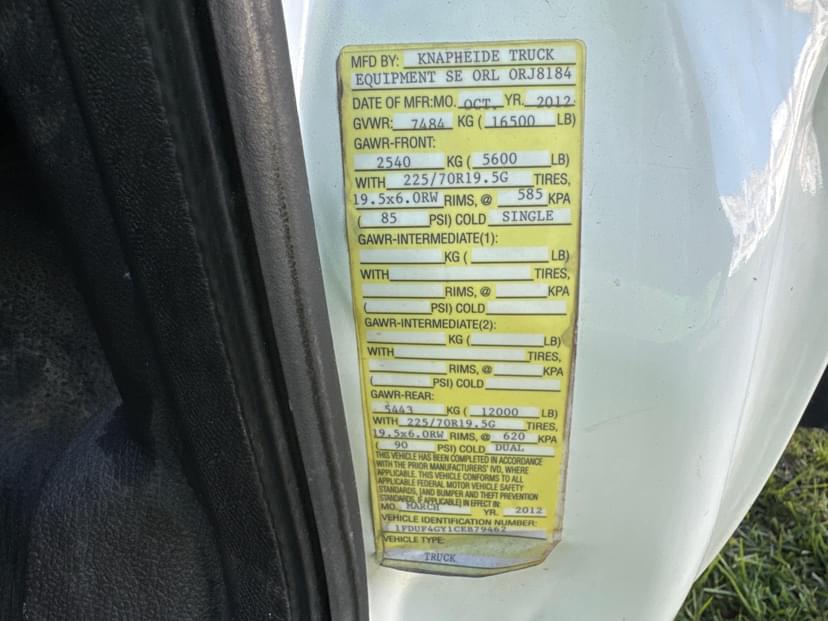 MFD BY: KNAPHEIDE TRUCK
EQUIPMENT SE ORL ORJ8184
DATE OF MFR:MO. OCT. YR. 2012
GVWR: 7484 KG ( 16500 LB)
GAWR-FRONT:
2540 KG ( 5600 LB)
WITH 225/70R19.5G TIRES,
19.5x6.0RW RIMS, @ 585 KPA
( 85 PSI) COLD SINGLE
GAWR-INTERMEDIATE(1):
KG ( LB)
WITH TIRES,
RIMS, @ KPA
( PSI) COLD
GAWR-INTERMEDIATE(2):
KG ( LB)
WITH TIRES,
RIMS, @ KPA
( PSI) COLD
GAWR-REAR:
5443 KG ( 12000 LB)
WITH 225/70R19.5G TIRES,
19.5x6.0RW RIMS, @ 620 KPA
( 90 PSI) COLD DUAL
THIS VEHICLE HAS BEEN COMPLETED IN ACCORDANCE
WITH THE PRIOR MANUFACTURERS' IVD, WHERE
APPLICABLE. THIS VEHICLE CONFORMS TO ALL
APPLICABLE FEDERAL MOTOR VEHICLE SAFETY
STANDARDS, [AND BUMPER AND THEFT PREVENTION
STANDARDS, IF APPLICABLE] IN EFFECT IN:
MO. MARCH YR. 2012
VEHICLE IDENTIFICATION NUMBER:
1FDUF4GY1CEB79462
VEHICLE TYPE:
TRUCK